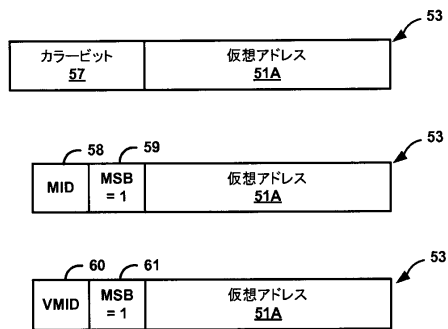 53
カラービット
57
仮想アドレス
51A
58
59
53
MID
MSB
= 1
仮想アドレス
51A
60
61
53
VMID
MSB
= 1
仮想アドレス
51A